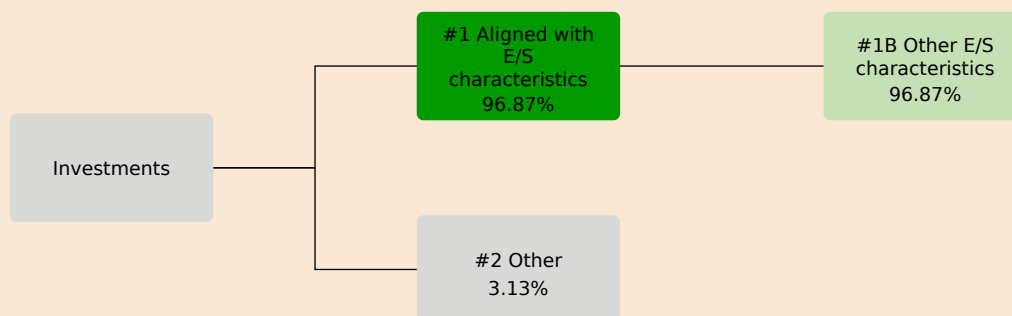 #1 Aligned with
E/S
characteristics
96.87%
#1B Other E/S
characteristics
96.87%
Investments
#2 Other
3.13%